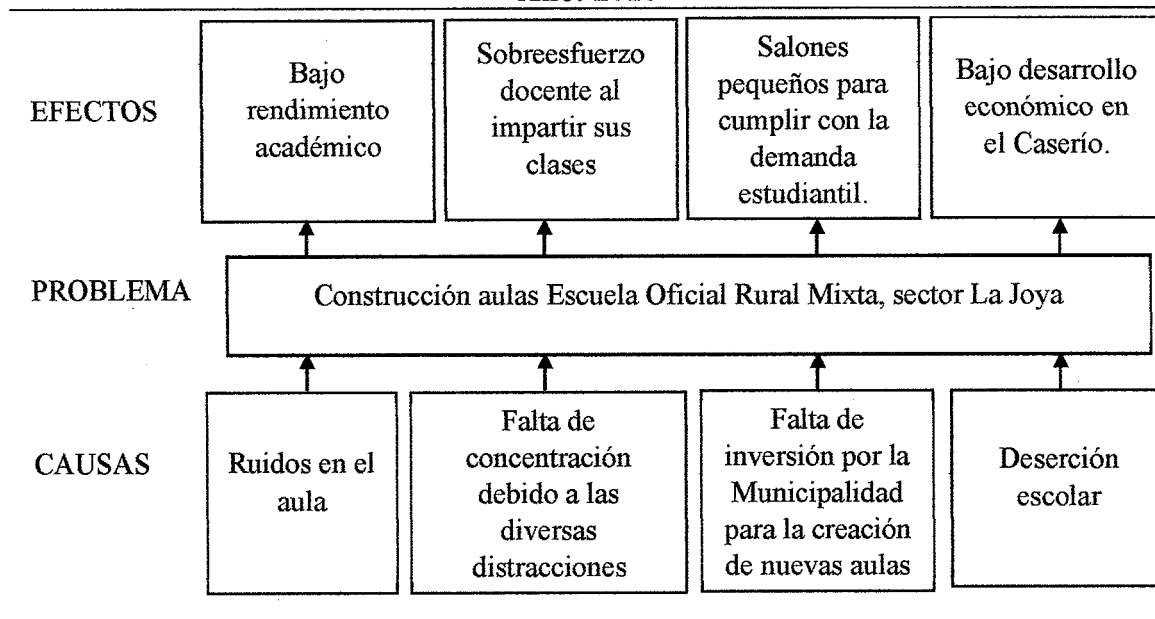 EFECTOS
Bajo
rendimiento
académico
Sobreesfuerzo
docente al
impartir sus
clases
Salones
pequeños para
cumplir con la
demanda
estudiantil.
Bajo desarrollo
económico en
el Caserío.
PROBLEMA
Construcción aulas Escuela Oficial Rural Mixta, sector La Joya
CAUSAS
Ruidos en el
aula
Falta de
concentración
debido a las
diversas
distracciones
Falta de
inversión por la
Municipalidad
para la creación
de nuevas aulas
Deserción
escolar